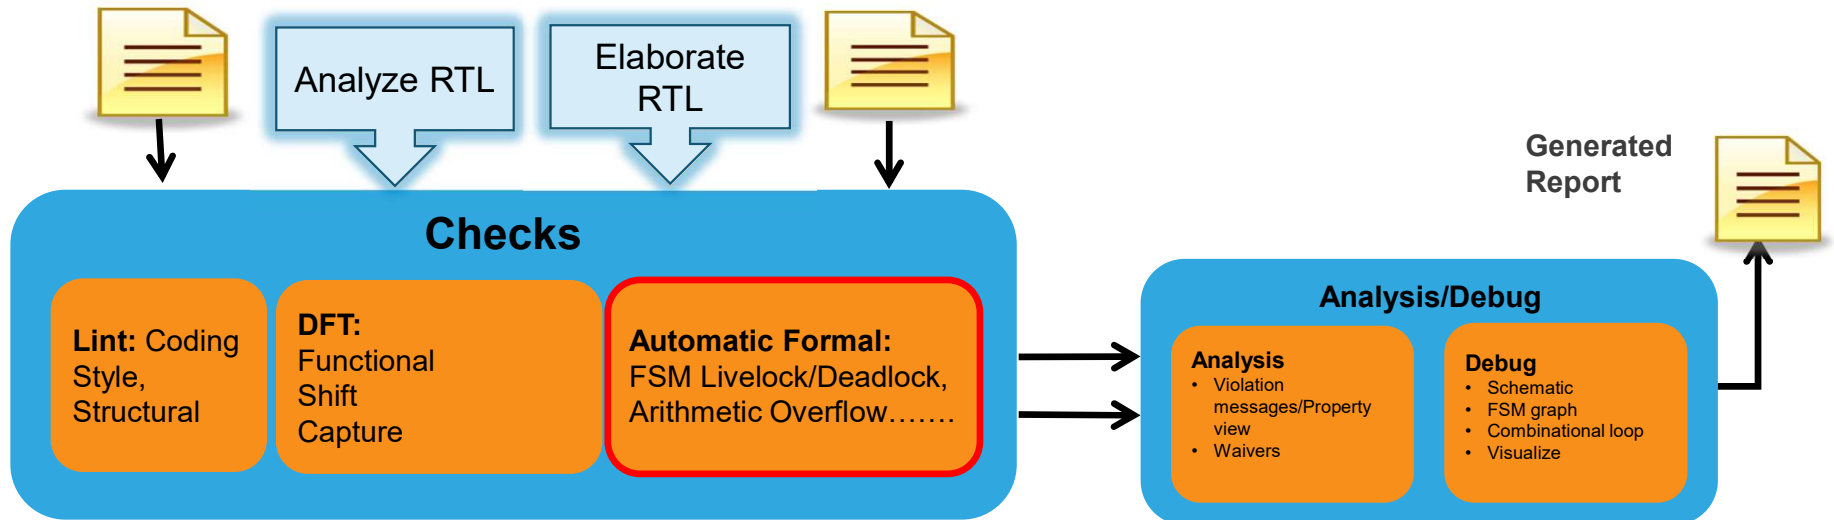 Analyze RTL
Elaborate
RTL
Generated
Report
Checks
Lint: Coding
Style,
Structural
DFT:
Functional
Shift
Capture
Automatic Formal:
FSM Livelock/Deadlock,
Arithmetic Overflow.......
Analysis/Debug
Analysis
• Violation
messages/Property
view
• Waivers
Debug
• Schematic
• FSM graph
• Combinational loop
• Visualize